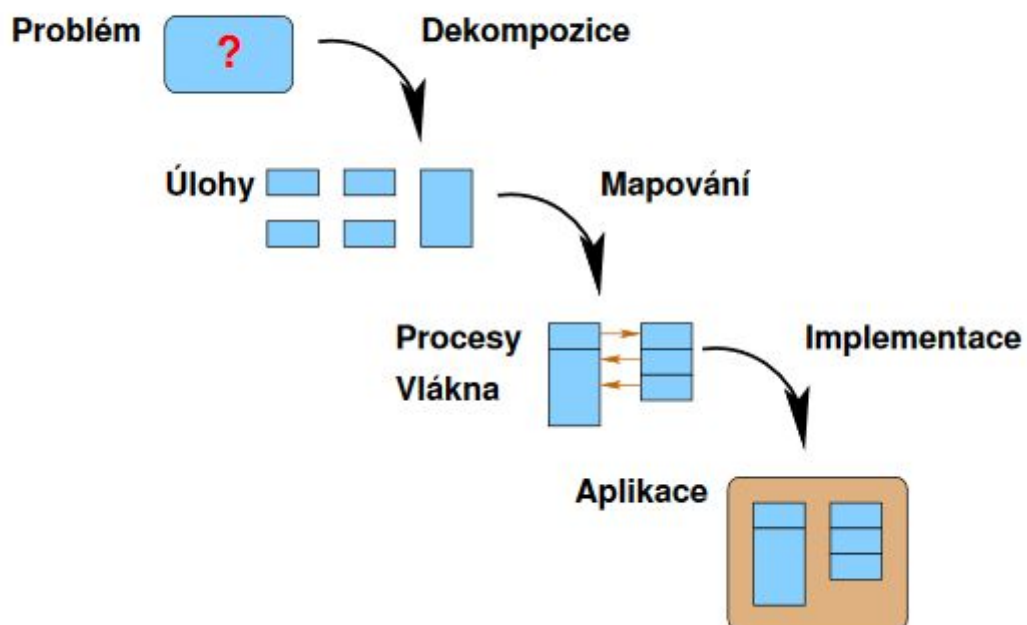 Problém
?
Dekompozice
Úlohy
Mapování
Procesy
Vlákna
Implementace
Aplikace